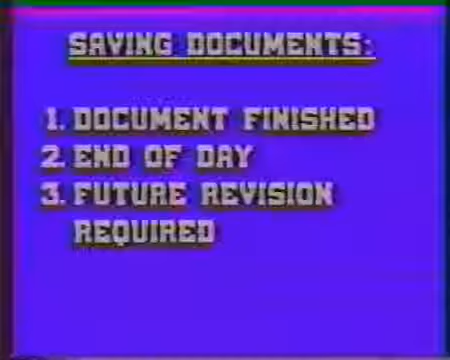 SAVING DOCUMENTS:
1. DOCUMENT FINISHED
2. END OF DAY
3. FUTURE REVISION
REQUIRED